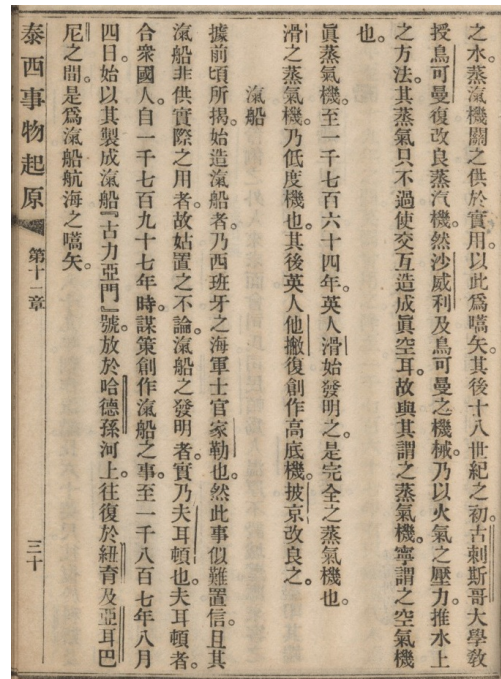 之水。蒸滊機關之供於實用。以此爲嚆矢。其後十八世紀之初。古刺斯哥大學敎
授鳥可曼復改良蒸汽機。然沙威利及鳥可曼之機械。乃以火氣之壓力推水上
之方法。其蒸氣只不過使交互造成眞空耳。故與其謂之蒸氣機。寧謂之空氣機
也。
眞蒸氣機。至一千七百六十四年。英人滑始發明之。是完全之蒸氣機也。
滑之蒸氣機。乃低度機也。其後英人他撇復創作高底機。披京改良之。
滊船
據前頃所揭。始造滊船者。乃西班牙之海軍士官家勒也。然此事似難置信。且其
滊船非供實際之用者。故姑置之不論。滊船之發明者。實乃夫耳頓也。夫耳頓者。
合衆國人。自一千七百九十七年時。謀策創作滊船之事。至一千八百七年八月
四日。始以其製成滊船『古力亞門』號。放於哈德孫河上。往復於紐育及亞耳巴
尼之間。是爲滊船航海之嚆矢。
泰西事物起原
第十一章
三十